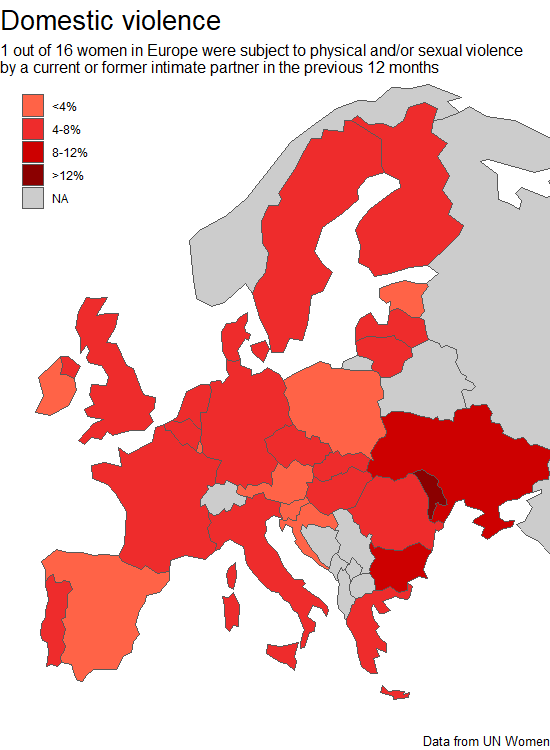 Domestic violence
1 out of 16 women in Europe were subject to physical and/or sexual violence
by a current or former intimate partner in the previous 12 months
<4%
4-8%
8-12%
>12%
NA
Data from UN Women